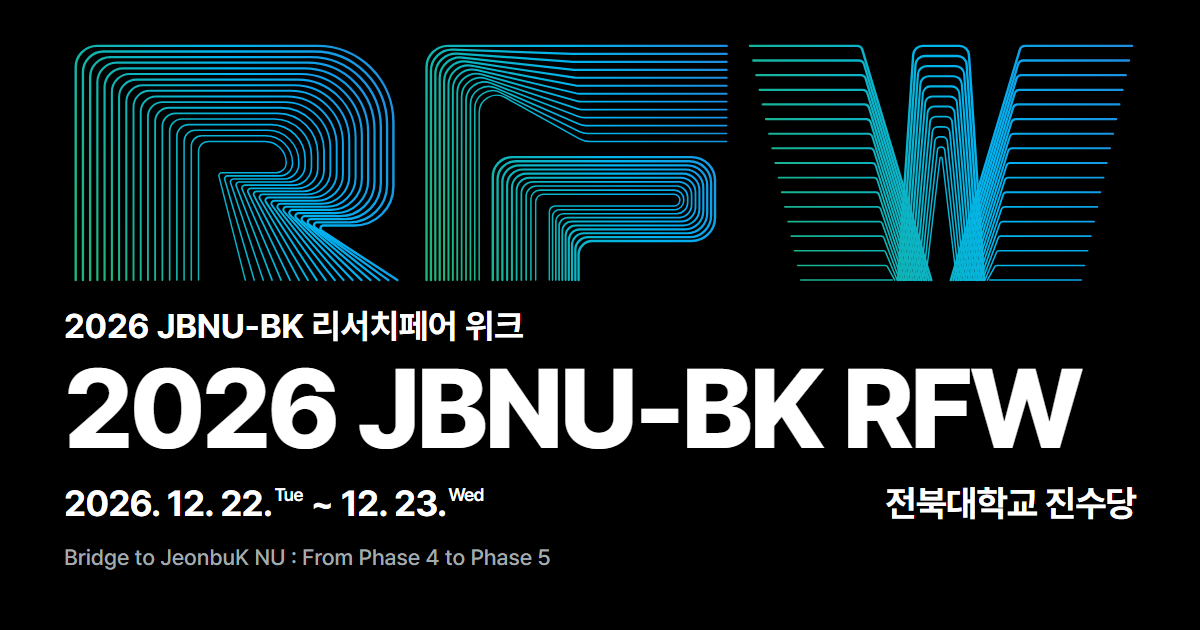 RFW
2026 JBNU-BK 리서치페어 위크
2026 JBNU-BK RFW
2026. 12. 22. Tue ~ 12. 23. Wed
전북대학교 진수당
Bridge to JeonbuK NU : From Phase 4 to Phase 5